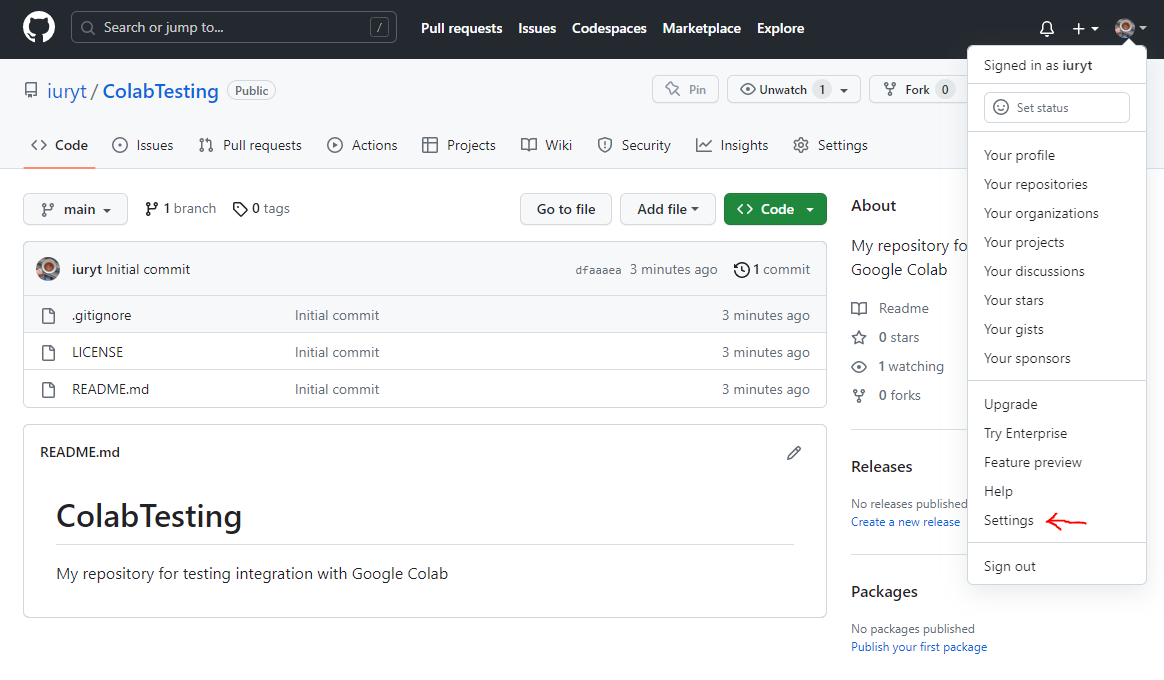 Search or jump to... /
Pull requests Issues Codespaces Marketplace Explore
Signed in as iuryt
Set status
Your profile
Your repositories
Your organizations
Your projects
Your discussions
Your stars
Your gists
Your sponsors
Upgrade
Try Enterprise
Feature preview
Help
Settings
Sign out
iuryt / ColabTesting Public
Pin Unwatch 1 Fork 0
Code Issues Pull requests Actions Projects Wiki Security Insights Settings
main 1 branch 0 tags Go to file Add file Code
iuryt Initial commit dfaaaea 3 minutes ago 1 commit
.gitignore Initial commit 3 minutes ago
LICENSE Initial commit 3 minutes ago
README.md Initial commit 3 minutes ago
README.md
ColabTesting
My repository for testing integration with Google Colab
About
My repository fo
Google Colab
Readme
0 stars
1 watching
0 forks
Releases
No releases published
Create a new release
Packages
No packages published
Publish your first package